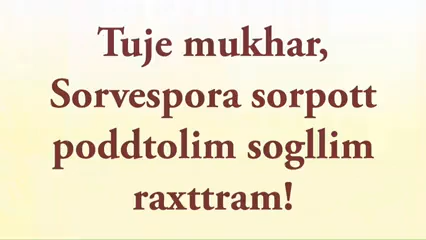 Tuje mukhar,
Sorvespora sorpott
poddtolim sogllim
raxttram!